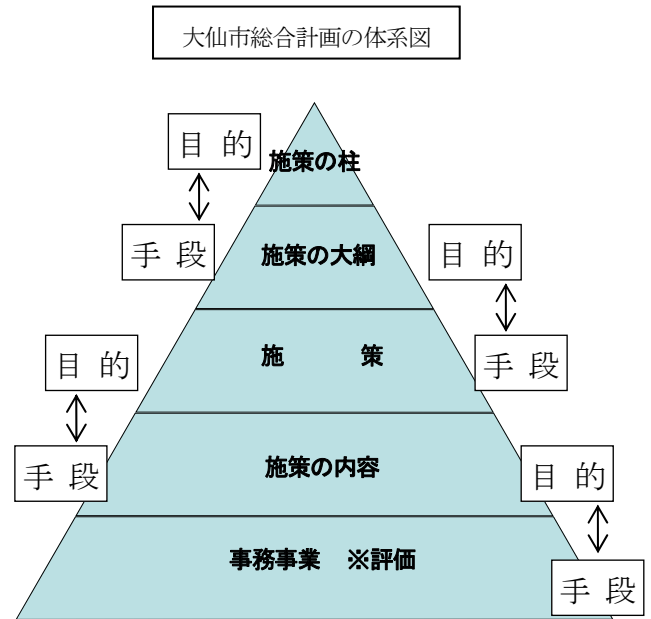 大仙市総合計画の体系図
目 的
施策の柱
手 段
施策の大綱
目 的
目 的
施 策
手 段
手 段
施策の内容
目 的
事務事業 ※評価
手 段